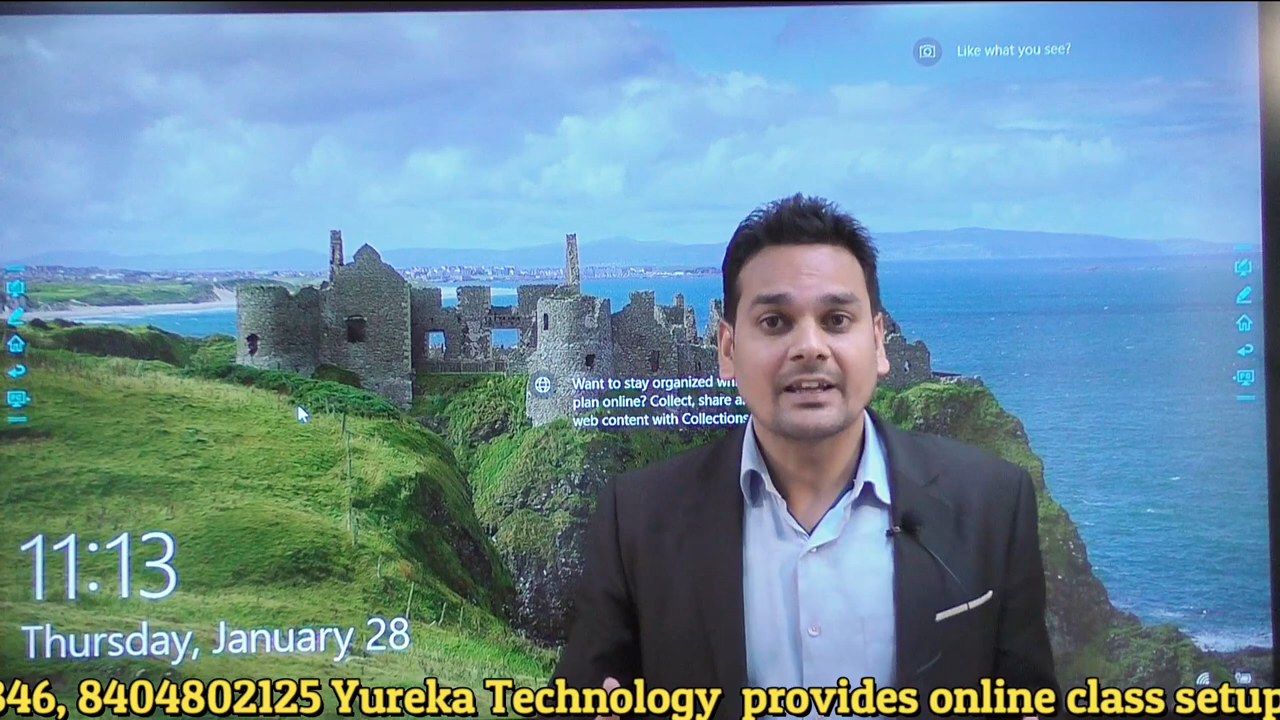 Like what you see?
Want to stay organized
plan online? Collect, share
web content with Collections
11:13
Thursday, January 28
346, 8404802125 Yureka Technology provides online class setup